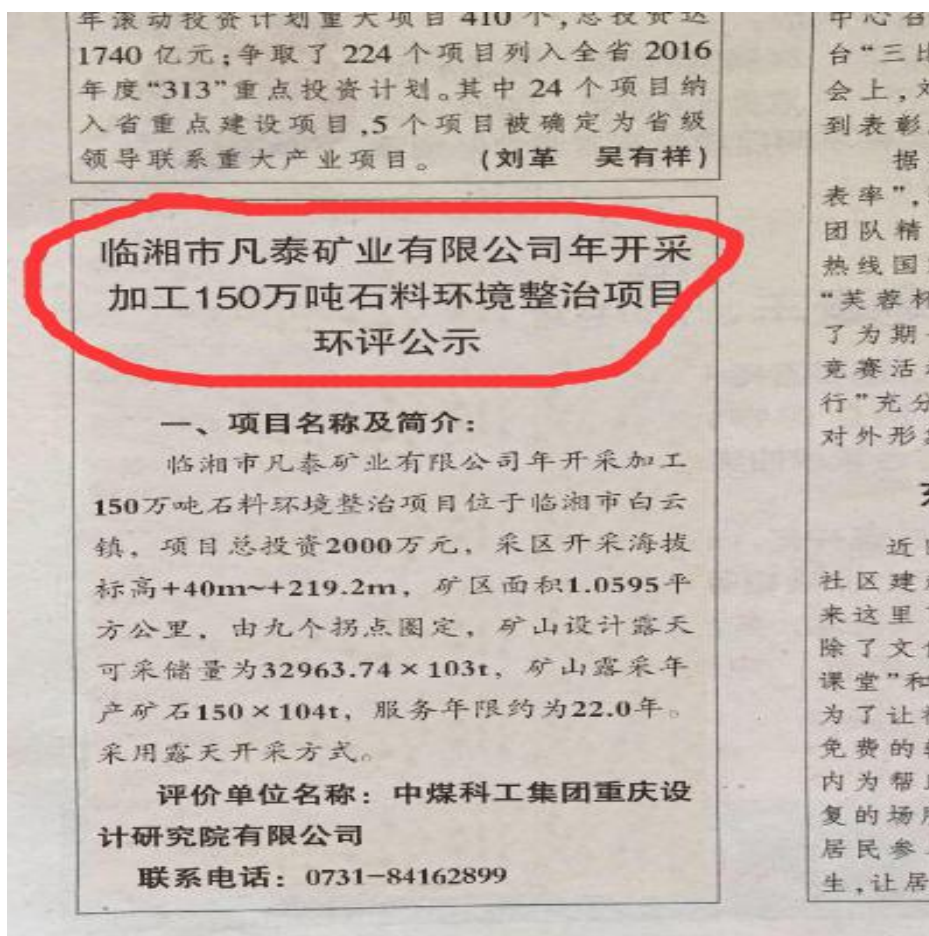 年滚动投资计划重大项目 410 个,总投资达
1740 亿元;争取了 224 个项目列入全省 2016
年度“313”重点投资计划。其中 24 个项目纳
入省重点建设项目,5 个项目被确定为省级
领导联系重大产业项目。 (刘革 吴有祥)
临湘市凡泰矿业有限公司年开采
加工150万吨石料环境整治项目
环评公示
一、项目名称及简介：
临湘市凡泰矿业有限公司年开采加工
150万吨石料环境整治项目位于临湘市白云
镇，项目总投资2000万元，采区开采海拔
标高+40m~+219.2m，矿区面积1.0595平
方公里，由九个拐点圈定，矿山设计露天
可采储量为32963.74×103t，矿山露采年
产矿石150×104t，服务年限约为22.0年。
采用露天开采方式。
评价单位名称：中煤科工集团重庆设
计研究院有限公司
联系电话：0731-84162899
台“三比
会上,刘
到表彰
据
表率”,
团队精
热线国
“芙蓉杯
了为期
竞赛活
行”充分
对外形象
近
社区建
来这里
除了文
课堂”和
为了让
免费的
内为帮
复的场所
居民参
生,让居